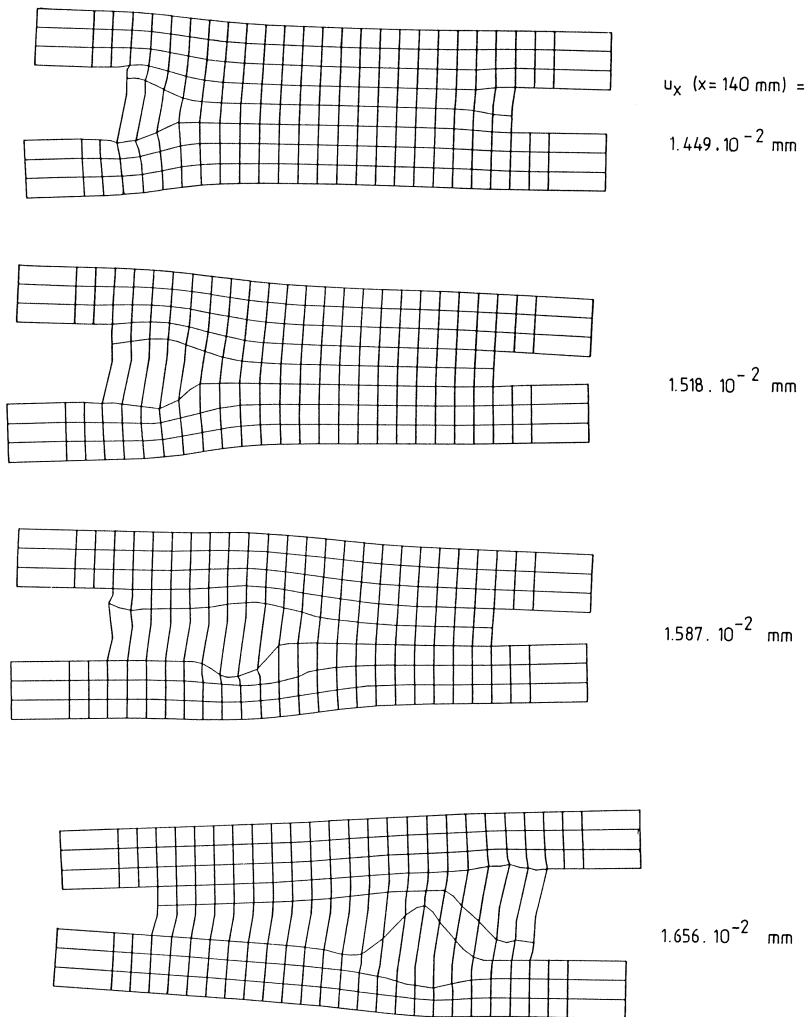 u_x (x = 140 mm) =
1.449.10^-2 mm
1.518.10^-2 mm
1.587.10^-2 mm
1.656.10^-2 mm